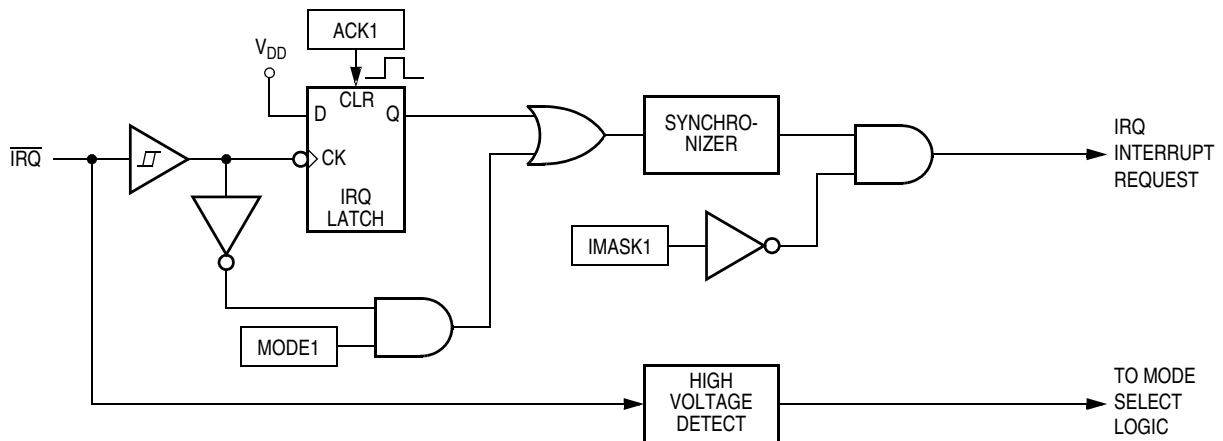 ACK1
VDD
CLR
D
Q
CK
IRQ
LATCH
IRQ
SYNCHRO-
NIZER
IRQ
INTERRUPT
REQUEST
IMASK1
MODE1
HIGH
VOLTAGE
DETECT
TO MODE
SELECT
LOGIC